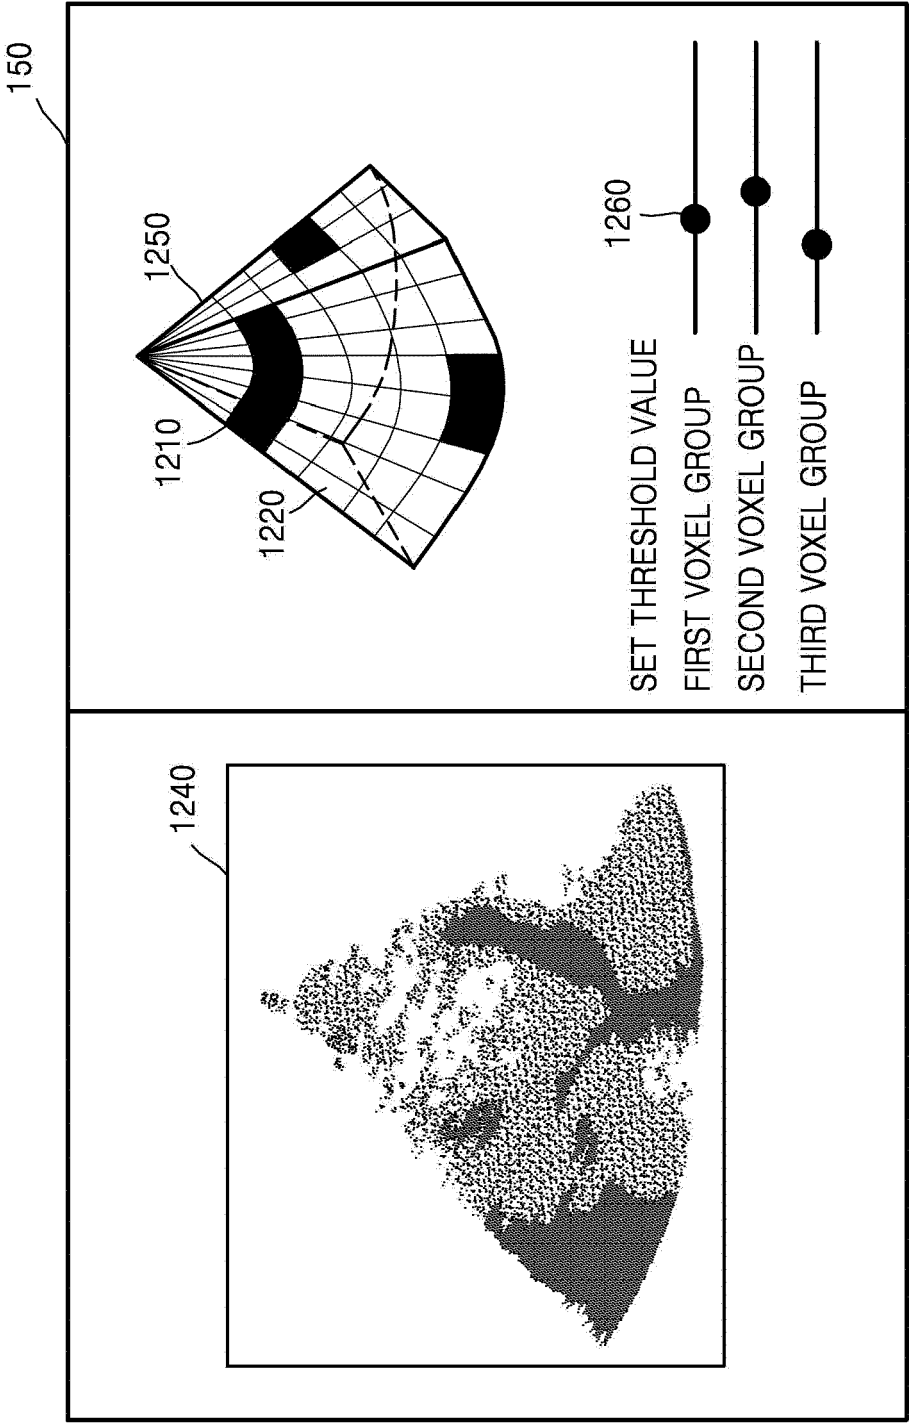 150
1240
1250
1210
1220
1260
SET THRESHOLD VALUE
FIRST VOXEL GROUP
SECOND VOXEL GROUP
THIRD VOXEL GROUP